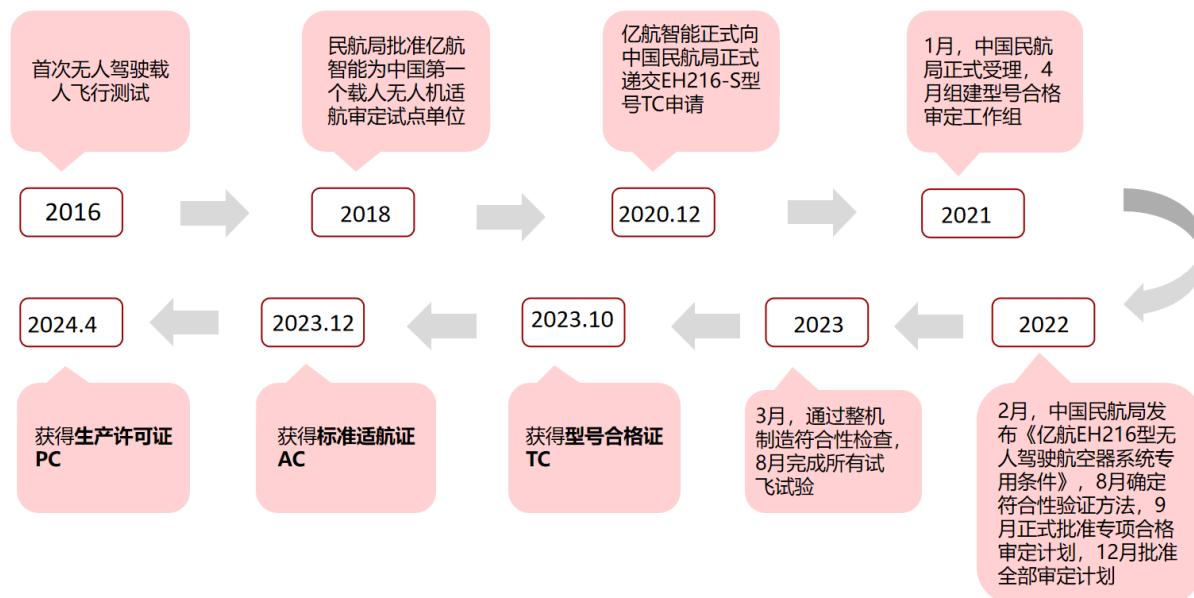 首次无人驾驶载
人飞行测试
民航局批准亿航
智能为中国第一
个载人无人机适
航审定试点单位
亿航智能正式向
中国民航局正式
递交EH216-S型
号TC申请
1月，中国民航
局正式受理，4
月组建型号合格
审定工作组
2016
2018
2020.12
2021
2024.4
2023.12
2023.10
2023
2022
获得生产许可证
PC
获得标准适航证
AC
获得型号合格证
TC
3月，通过整机
制造符合性检查，
8月完成所有试
飞试验
2月，中国民航局发
布《亿航EH216型无
人驾驶航空器系统专
用条件》，8月确定
符合性验证方法，9
月正式批准专项合格
审定计划，12月批准
全部审定计划